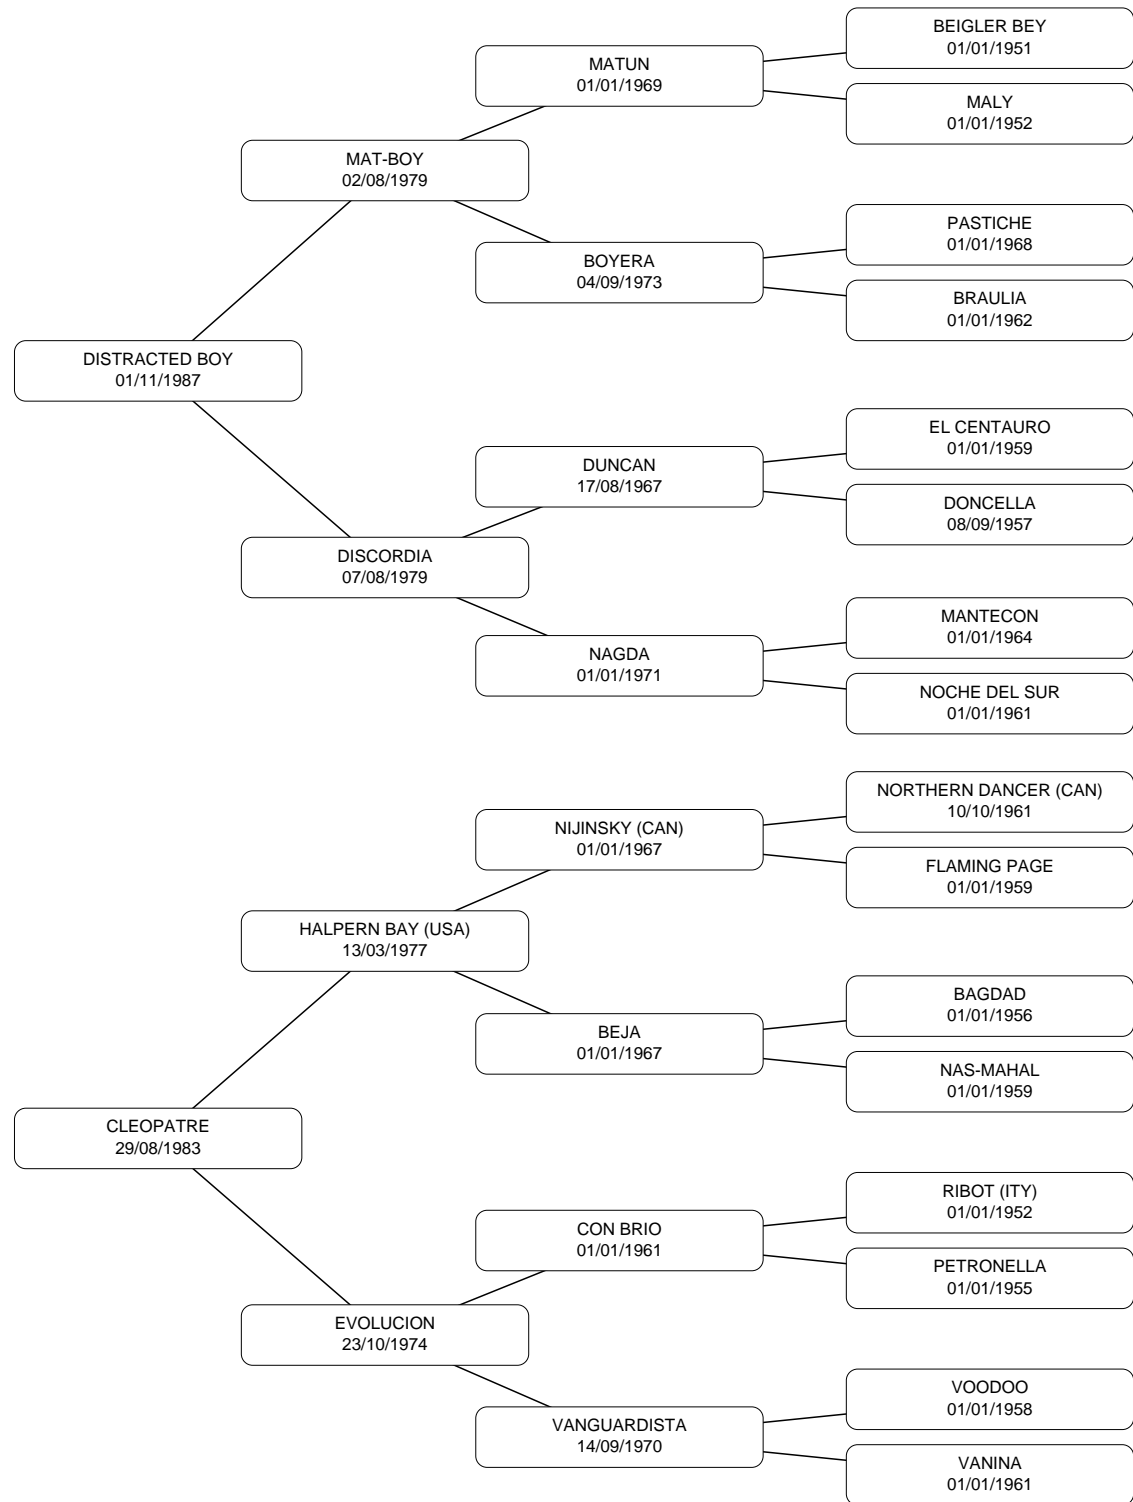 BEIGLER BEY
01/01/1951
MATUN
01/01/1969
MALY
01/01/1952
MAT-BOY
02/08/1979
PASTICHE
01/01/1968
BOYERA
04/09/1973
BRAULIA
01/01/1962
DISTRACTED BOY
01/11/1987
EL CENTAURO
01/01/1959
DUNCAN
17/08/1967
DONCELLA
08/09/1957
DISCORDIA
07/08/1979
MANTECON
01/01/1964
NAGDA
01/01/1971
NOCHE DEL SUR
01/01/1961
NORTHERN DANCER (CAN)
10/10/1961
NIJINSKY (CAN)
01/01/1967
FLAMING PAGE
01/01/1959
HALPERN BAY (USA)
13/03/1977
BAGDAD
01/01/1956
BEJA
01/01/1967
NAS-MAHAL
01/01/1959
CLEOPATRE
29/08/1983
RIBOT (ITY)
01/01/1952
CON BRIO
01/01/1961
PETRONELLA
01/01/1955
EVOLUCION
23/10/1974
VOODOO
01/01/1958
VANGUARDISTA
14/09/1970
VANINA
01/01/1961